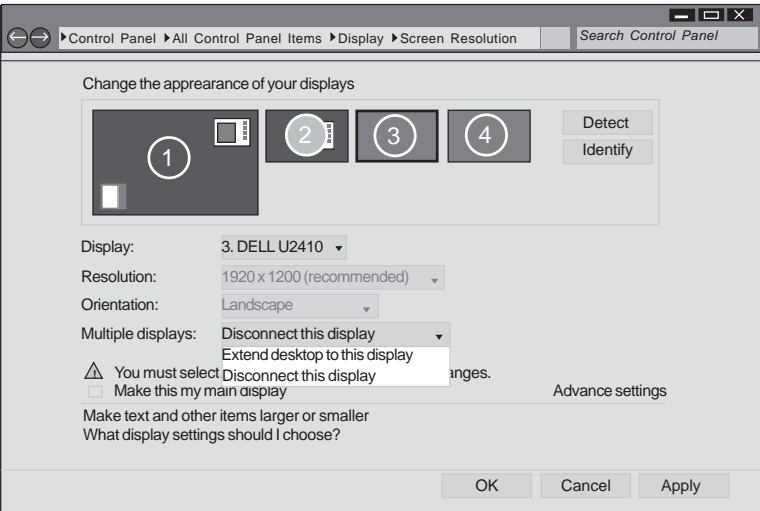 Control Panel All Control Panel Items Display Screen Resolution
Search Control Panel
Change the apprearance of your displays
1
2
3
4
Detect
Identify
Display: 3. DELL U2410
Resolution: 1920 x 1200 (recommended)
Orientation: Landscape
Multiple displays: Disconnect this display
Extend desktop to this display
Disconnect this display
You must select anges.
Make this my main display
Advance settings
Make text and other items larger or smaller
What display settings should I choose?
OK Cancel Apply